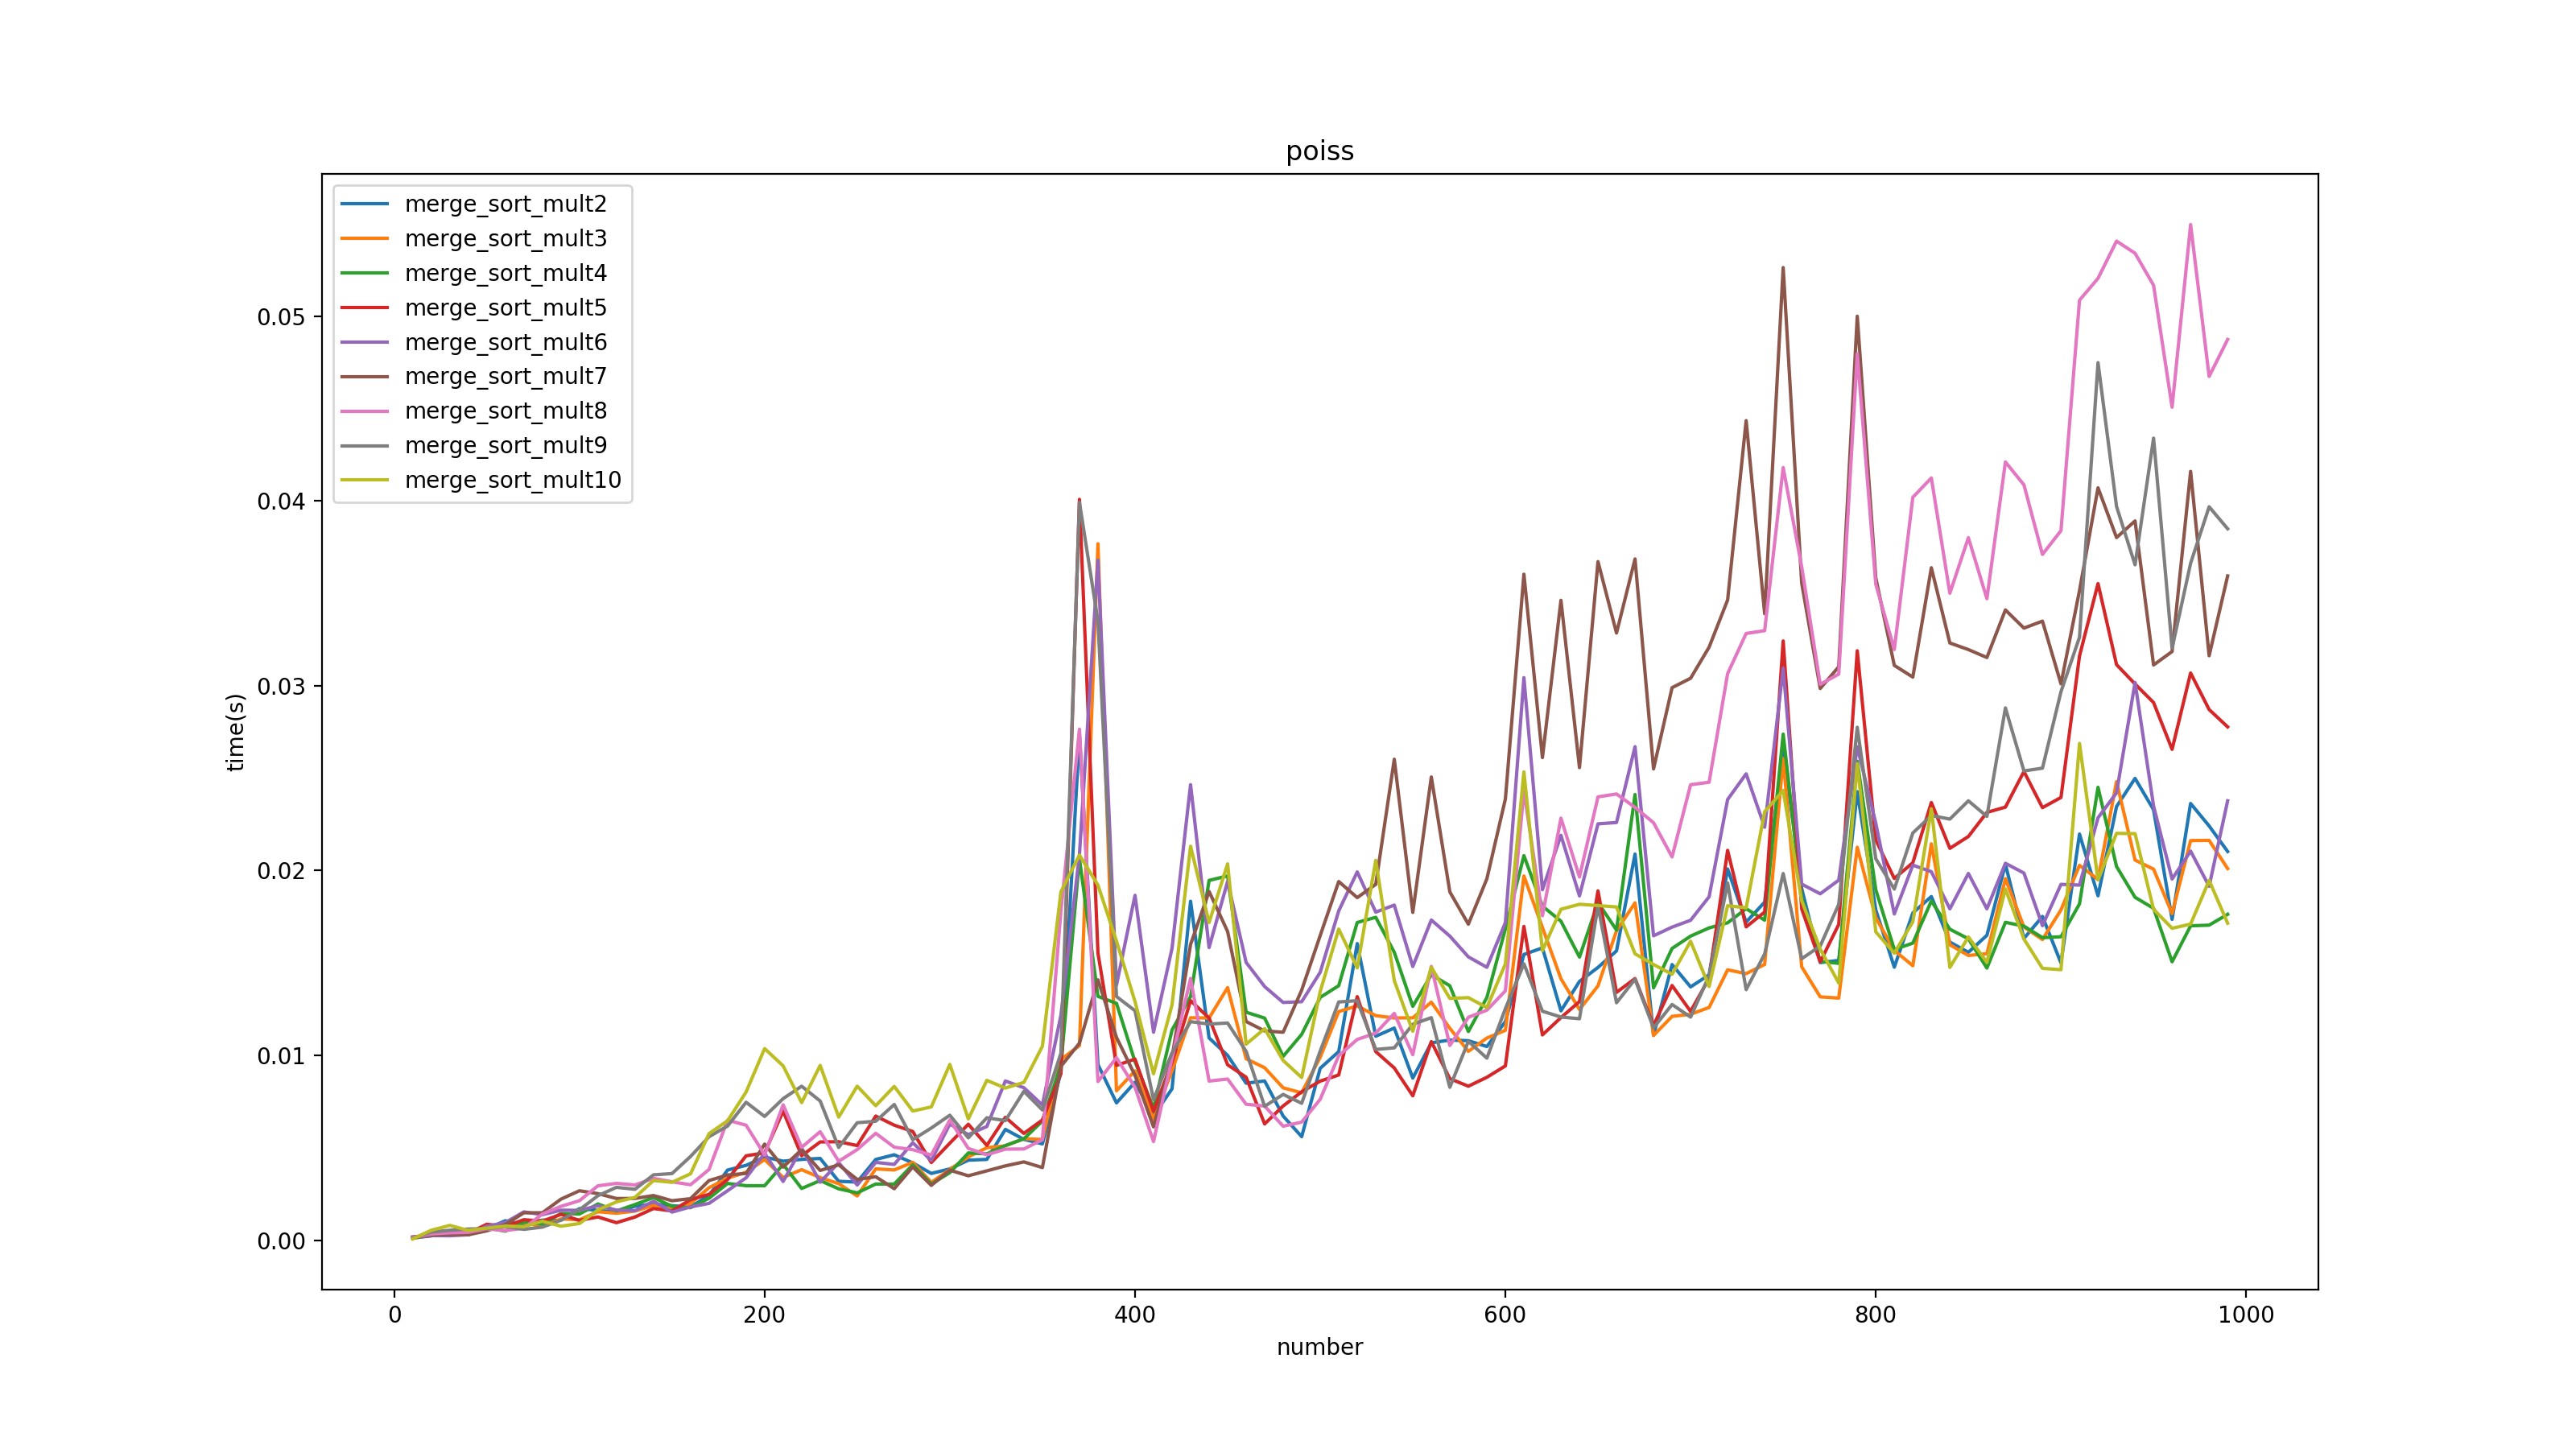 poiss
merge_sort_mult2
merge_sort_mult3
merge_sort_mult4
merge_sort_mult5
merge_sort_mult6
merge_sort_mult7
merge_sort_mult8
merge_sort_mult9
merge_sort_mult10
0.05
0.04
0.03
0.02
0.01
0.00
time(s)
0 200 400 600 800 1000
number